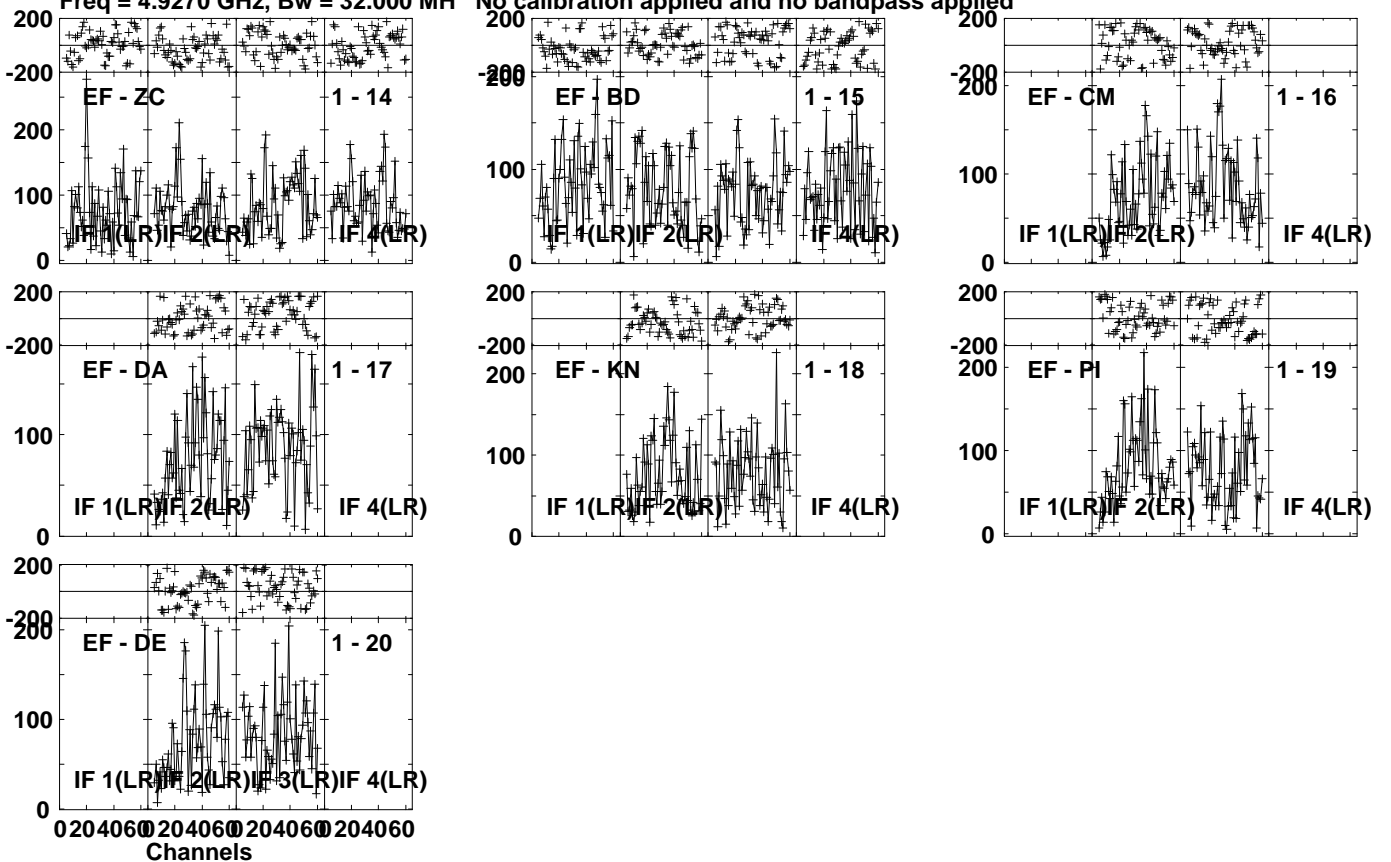 Freq = 4.9270 GHz, Bw = 32.000 MH No calibration applied and no bandpass applied
200
-200
EF - ZC
1 - 14
200
100
0
IF 1(LR)
IF 2(LR)
IF 4(LR)
200
-200
200
EF - BD
1 - 15
100
0
IF 1(LR)
IF 2(LR)
IF 4(LR)
200
-200
200
EF - CM
1 - 16
100
0
IF 1(LR)
IF 2(LR)
IF 4(LR)
200
-200
EF - DA
1 - 17
100
0
IF 1(LR)
IF 2(LR)
IF 4(LR)
200
-200
200
EF - KN
1 - 18
100
0
IF 1(LR)
IF 2(LR)
IF 4(LR)
200
-200
200
EF - PI
1 - 19
100
0
IF 1(LR)
IF 2(LR)
IF 4(LR)
200
-200
200
EF - DE
1 - 20
100
0
IF 1(LR)
IF 2(LR)
IF 3(LR)
IF 4(LR)
0 20 40 60 0 20 40 60 0 20 40 60 0 20 40 60
Channels